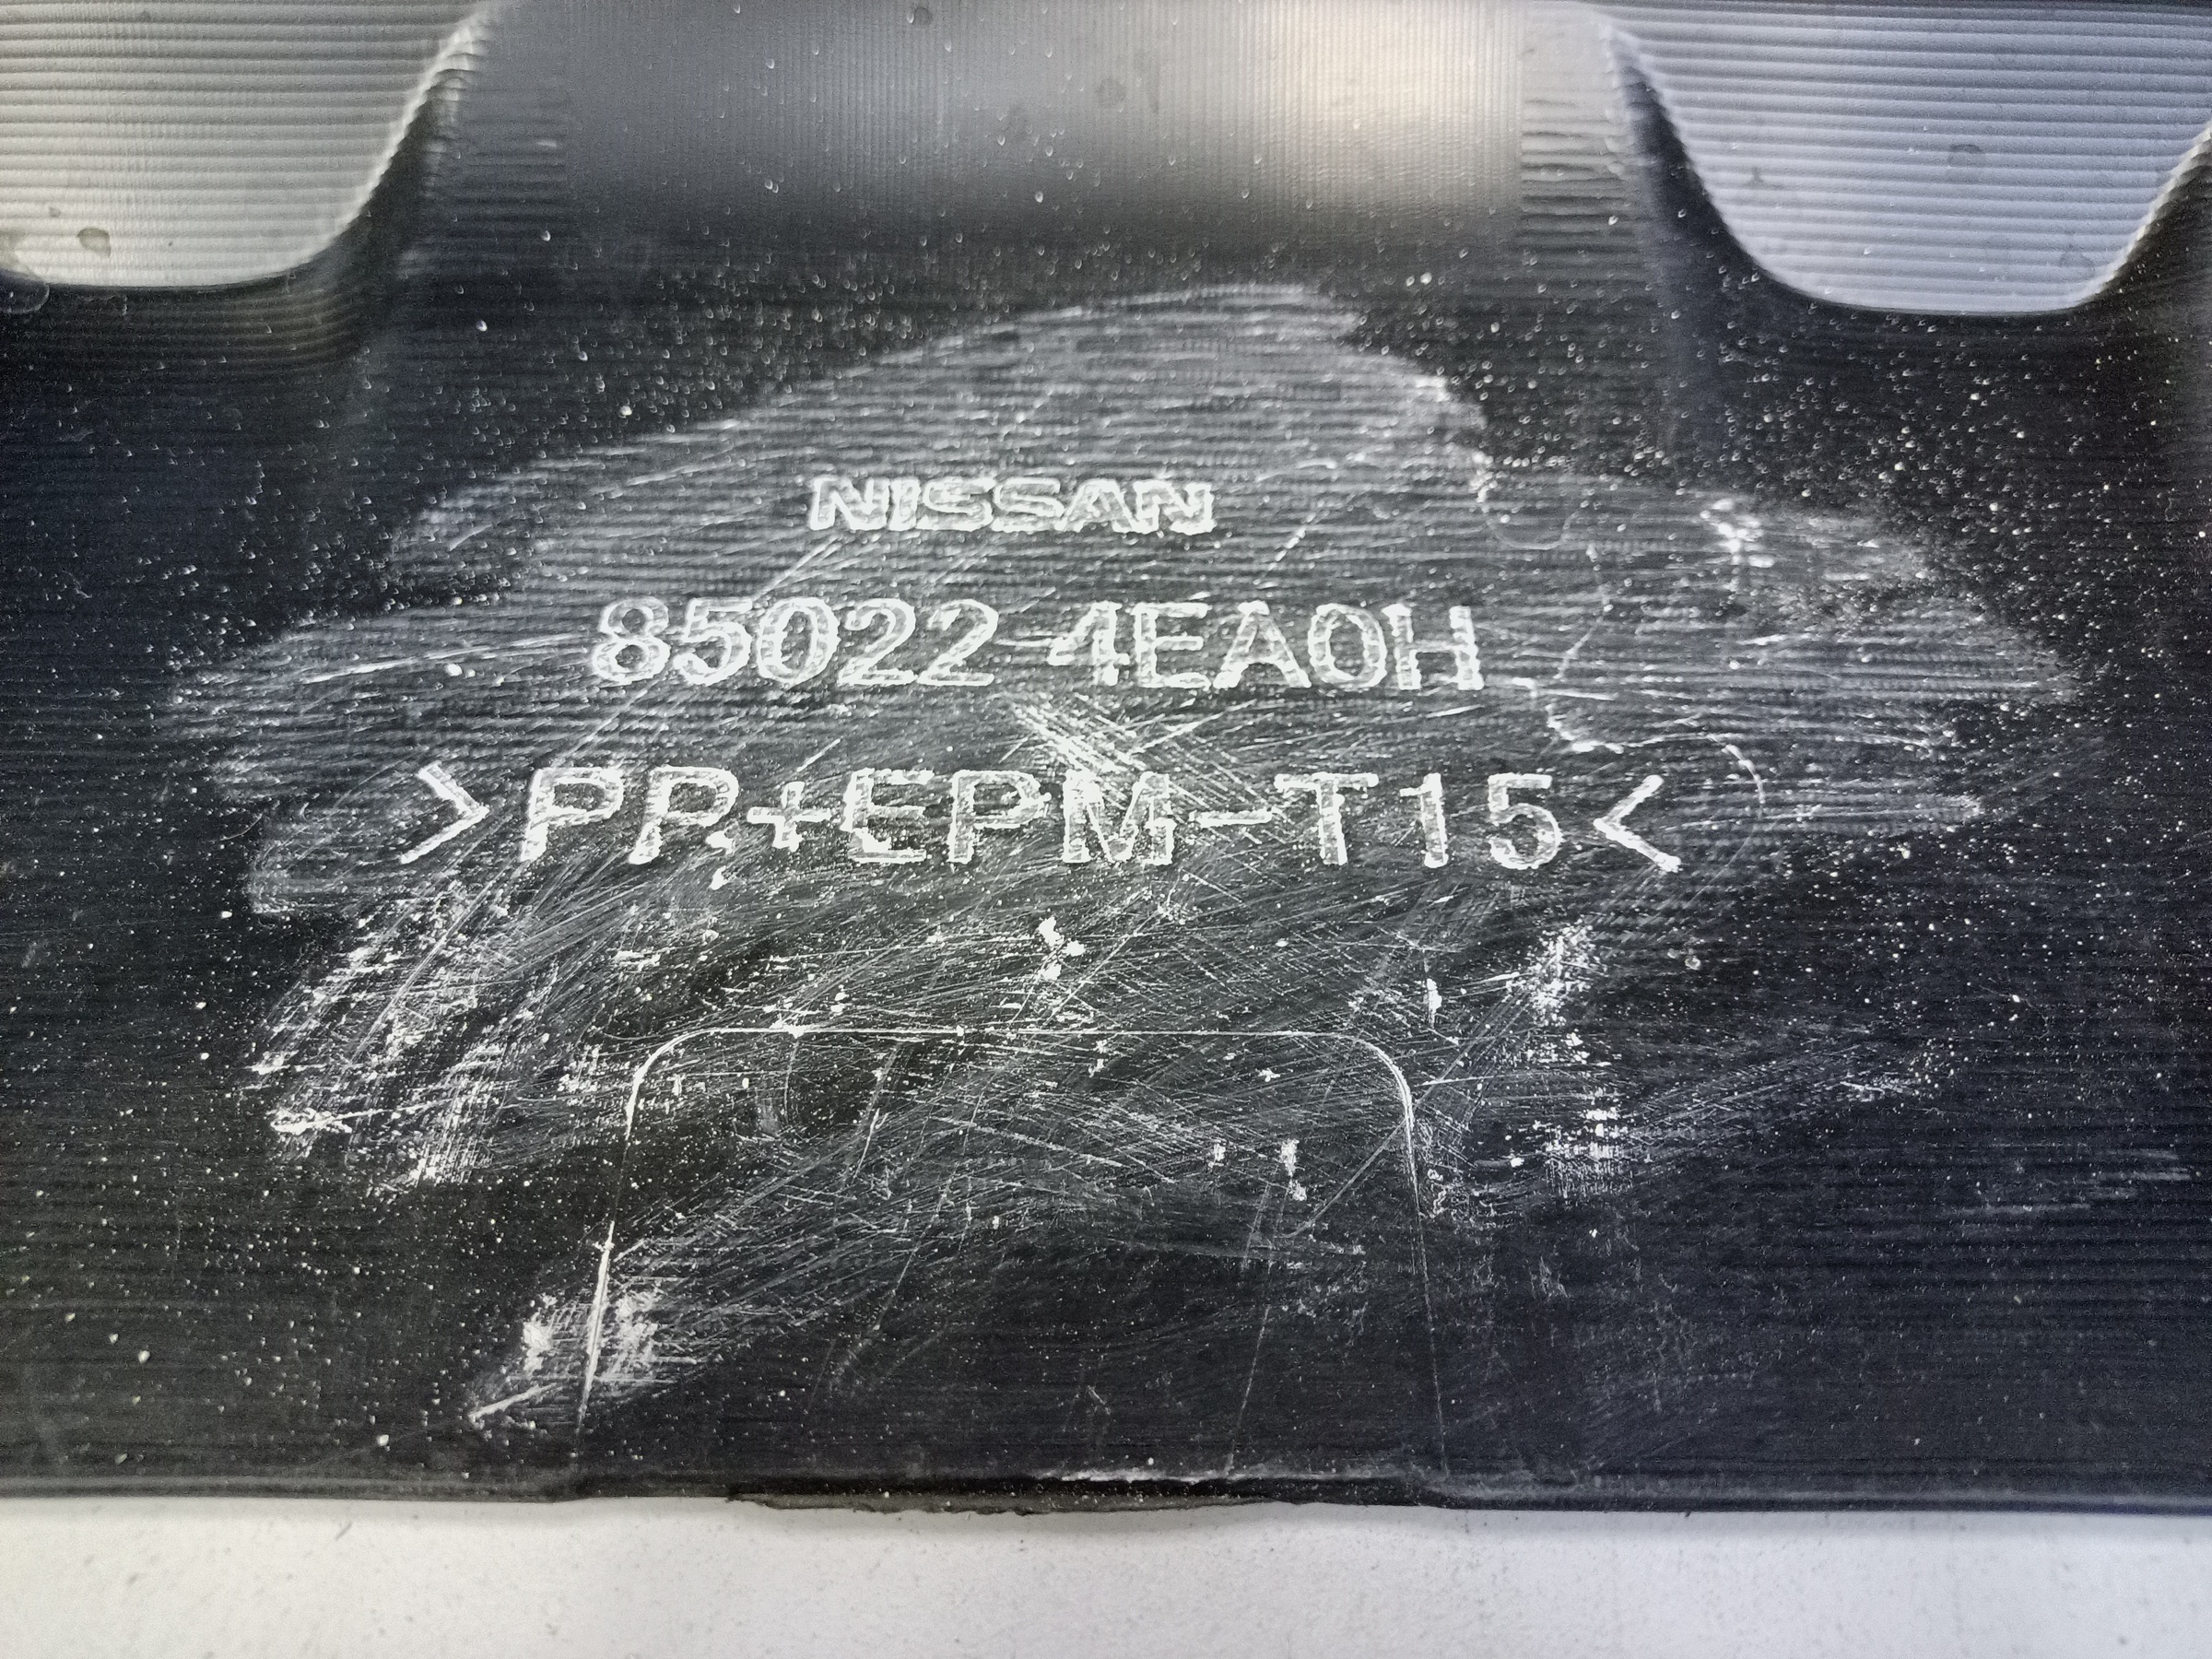 NISSAN
85022 4EA0H
>PP+EPM-T15<